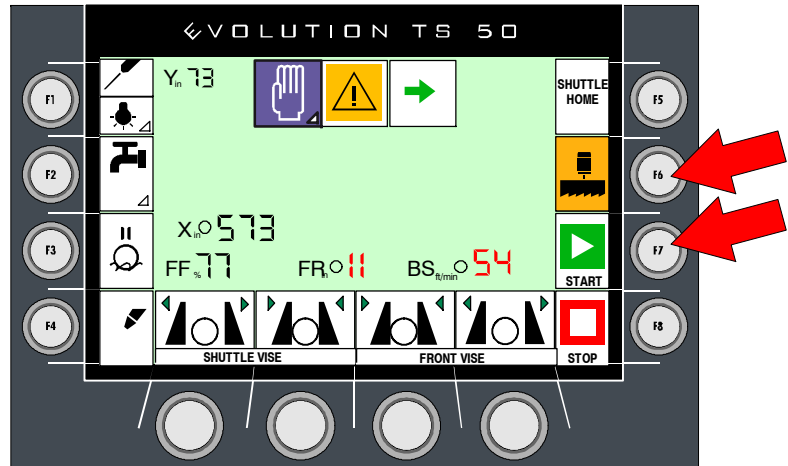 EVOLUTION TS 50
Yin 73
SHUTTLE
HOME
F1
F5
F2
F6
Xin 573
F3
F7
FF% 77
FRin 11
BSft/min 54
START
F4
F8
SHUTTLE VISE
FRONT VISE
STOP